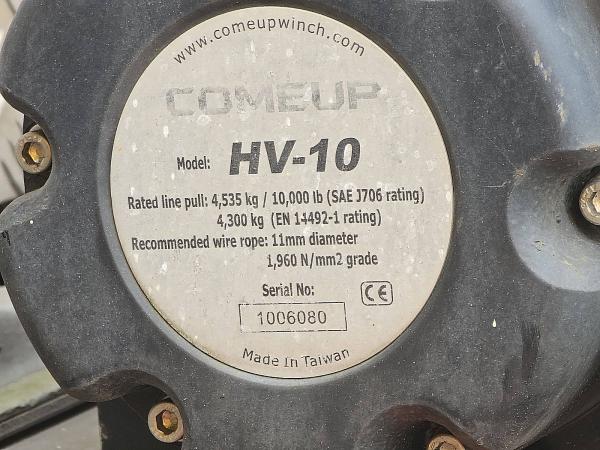 www.comeupwinch.com
COMEUP
Model: HV-10
Rated line pull: 4,535 kg / 10,000 lb (SAE J706 rating)
4,300 kg (EN 14492-1 rating)
Recommended wire rope: 11mm diameter
1,960 N/mm2 grade
Serial No:
CE
1006080
Made In Taiwan